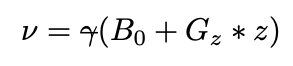 ν = γ(B₀ + G_z * z)